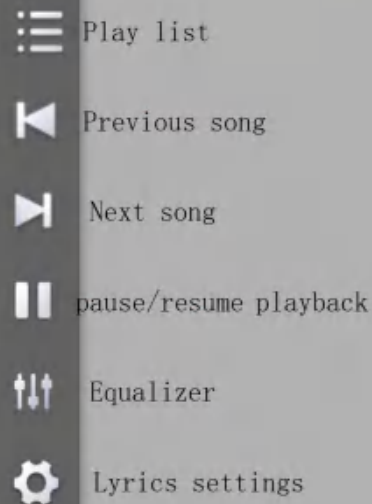 Play list
Previous song
Next song
pause/resume playback
Equalizer
Lyrics settings